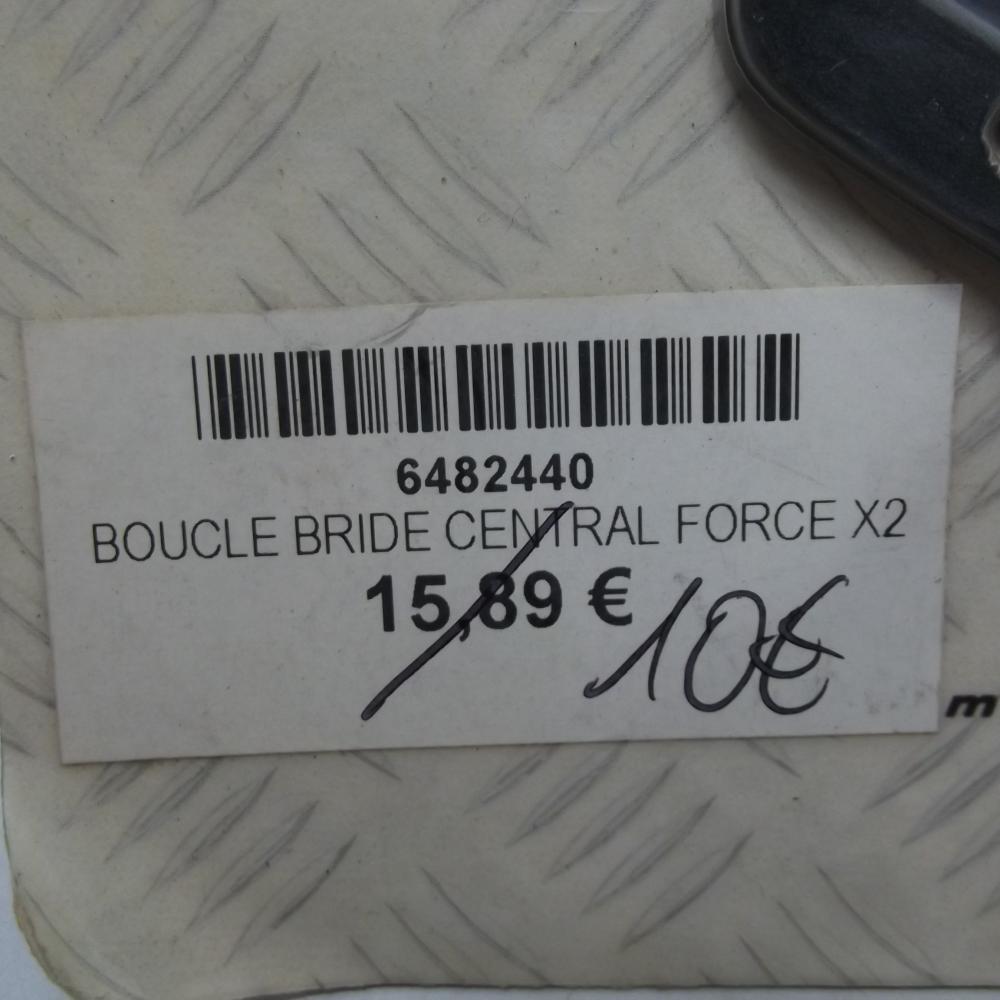 6482440
BOUCLE BRIDE CENTRAL FORCE X2
15,89 € 10€